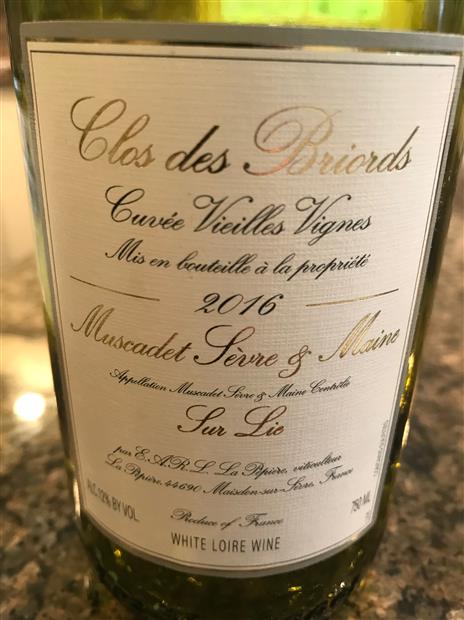 Clos des Briords
Cuvée Vieilles Vignes
Mis en bouteille à la propriété
2016
Muscadet Sèvre & Maine
Appellation Muscadet Sèvre & Maine Contrôlée
Sur Lie
par E.A.R.L. La Pépière, viticulteur
La Pépière, 44690 Maisdon-sur-Sèvre, France
ALC. 12% BY VOL.
Produce of France
750 ML
WHITE LOIRE WINE